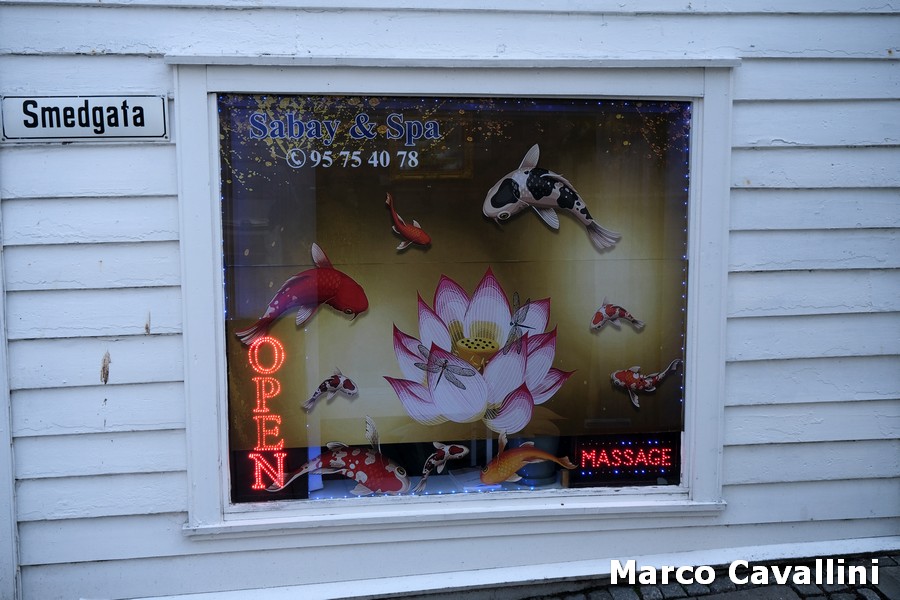 Smedgata
Sabay & Spa
✆ 95 75 40 78
OPEN
MASSAGE
Marco Cavallini